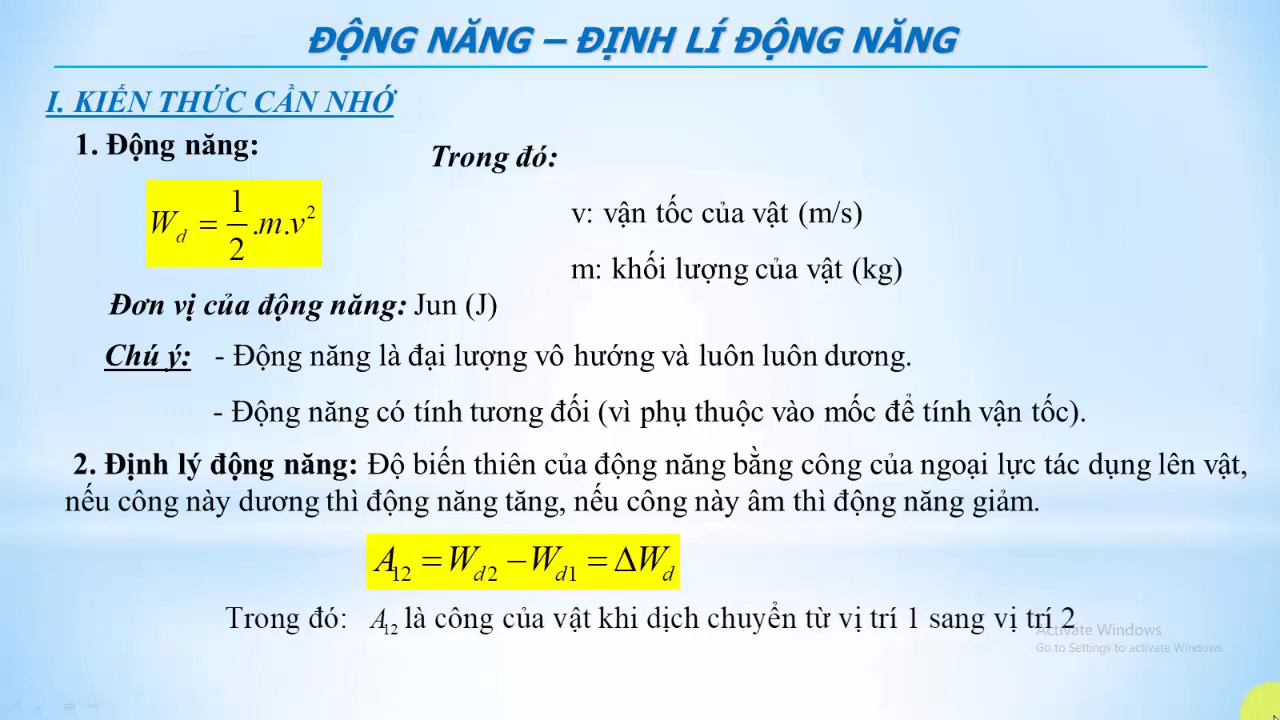 ĐỘNG NĂNG – ĐỊNH LÍ ĐỘNG NĂNG
I. KIẾN THỨC CẦN NHỚ
1. Động năng:
Trong đó:
W_d = 1/2 .m.v²
v: vận tốc của vật (m/s)
m: khối lượng của vật (kg)
Đơn vị của động năng: Jun (J)
Chú ý: - Động năng là đại lượng vô hướng và luôn luôn dương.
- Động năng có tính tương đối (vì phụ thuộc vào mốc để tính vận tốc).
2. Định lý động năng: Độ biến thiên của động năng bằng công của ngoại lực tác dụng lên vật,
nếu công này dương thì động năng tăng, nếu công này âm thì động năng giảm.
A₁₂ = W_d2 − W_d1 = ΔW_d
Trong đó: A₁₂ là công của vật khi dịch chuyển từ vị trí 1 sang vị trí 2
Activate Windows
Go to Settings to activate Windows.